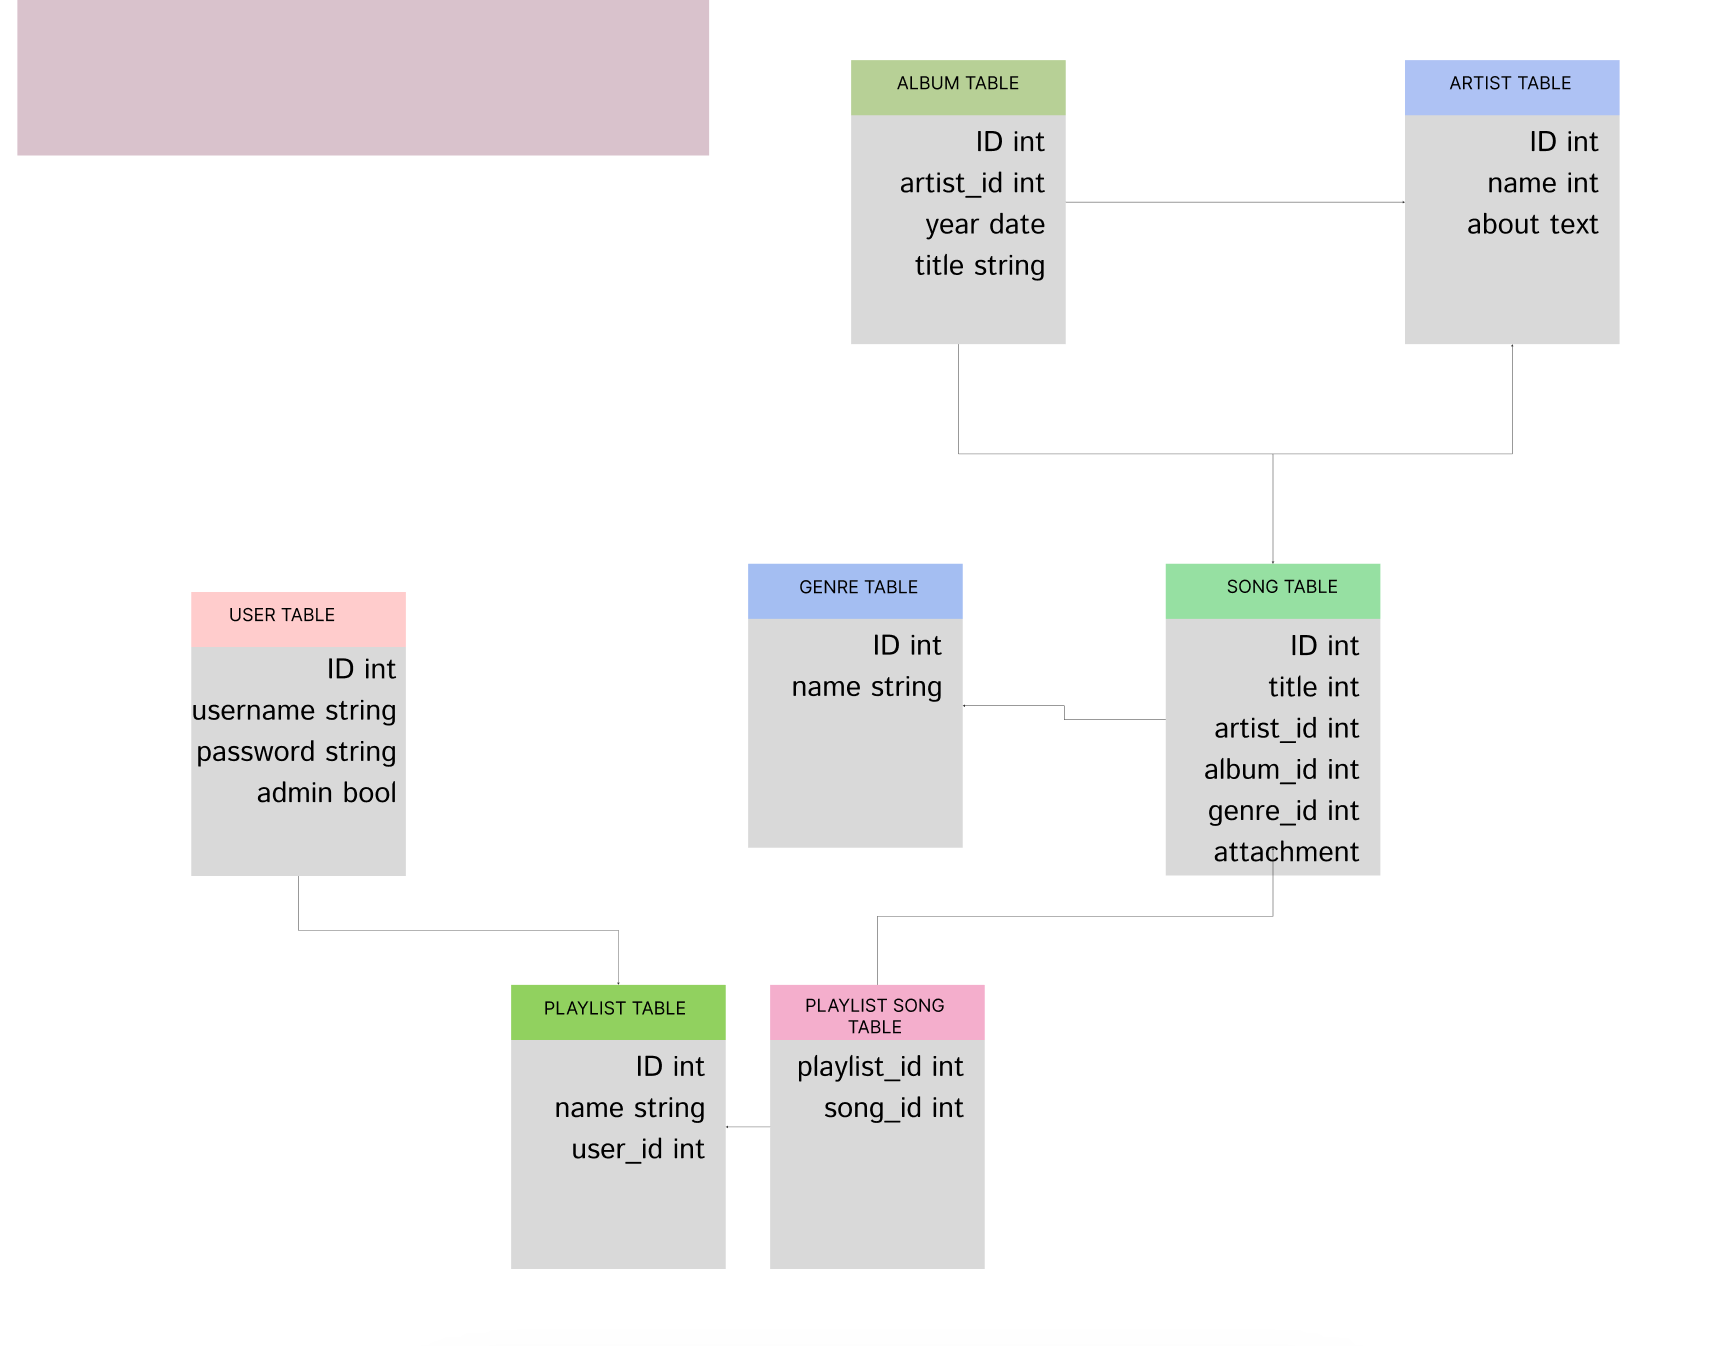 ALBUM TABLE
ID int
artist_id int
year date
title string
ARTIST TABLE
ID int
name int
about text
USER TABLE
ID int
username string
password string
admin bool
GENRE TABLE
ID int
name string
SONG TABLE
ID int
title int
artist_id int
album_id int
genre_id int
attachment
PLAYLIST TABLE
ID int
name string
user_id int
PLAYLIST SONG
TABLE
playlist_id int
song_id int